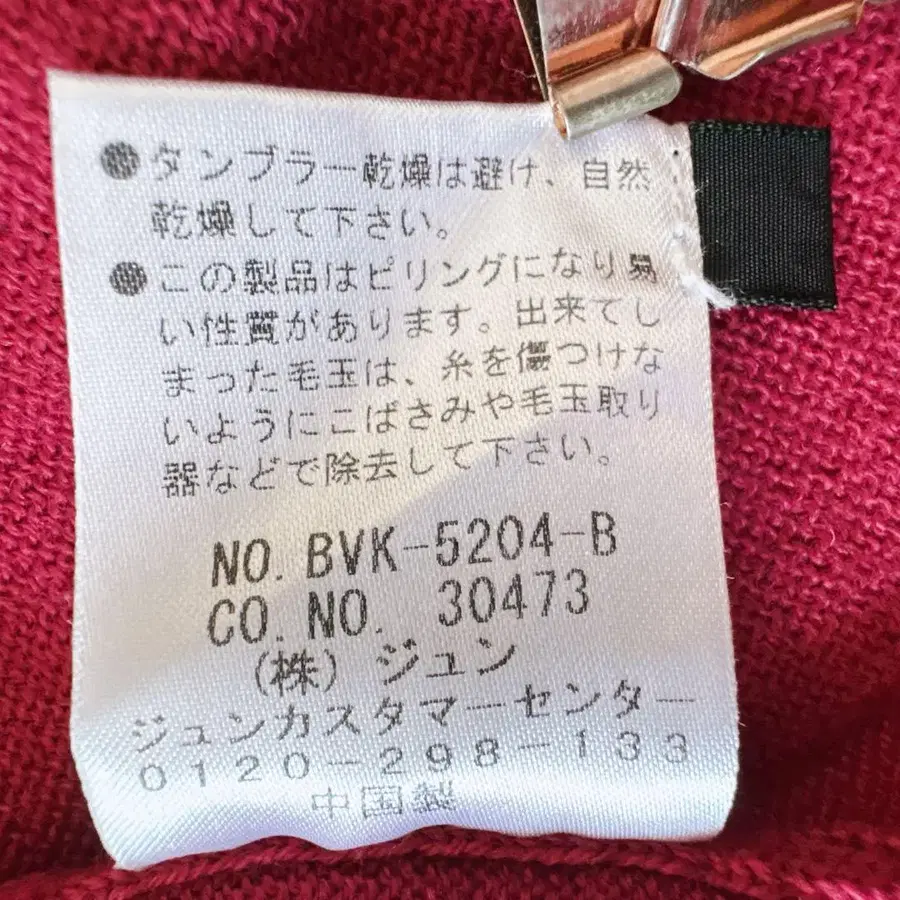 ●タンブラー乾燥は避け、自然
乾燥して下さい。
●この製品はピリングになり易
い性質があります。出来てし
まった毛玉は、糸を傷つけな
いようにこばさみや毛玉取り
器などで除去して下さい。
NO. BVK-5204-B
CO. NO. 30473
(株) ジュン
ジュンカスタマーセンター
0120-298-133
中国製